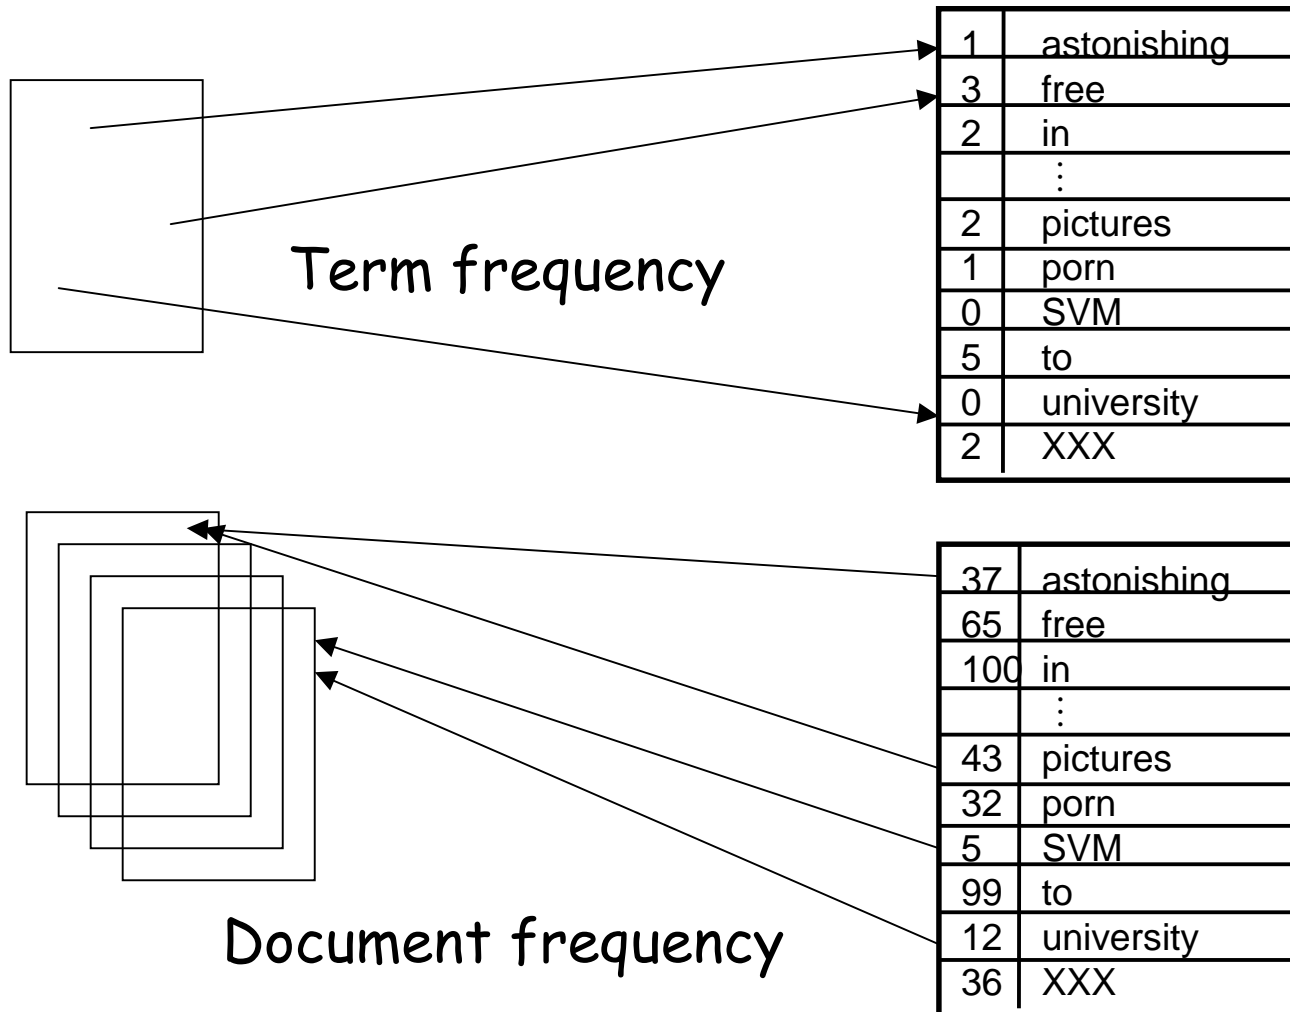 1 astonishing
3 free
2 in
⋮
2 pictures
1 porn
0 SVM
5 to
0 university
2 XXX
Term frequency
37 astonishing
65 free
100 in
⋮
43 pictures
32 porn
5 SVM
99 to
12 university
36 XXX
Document frequency